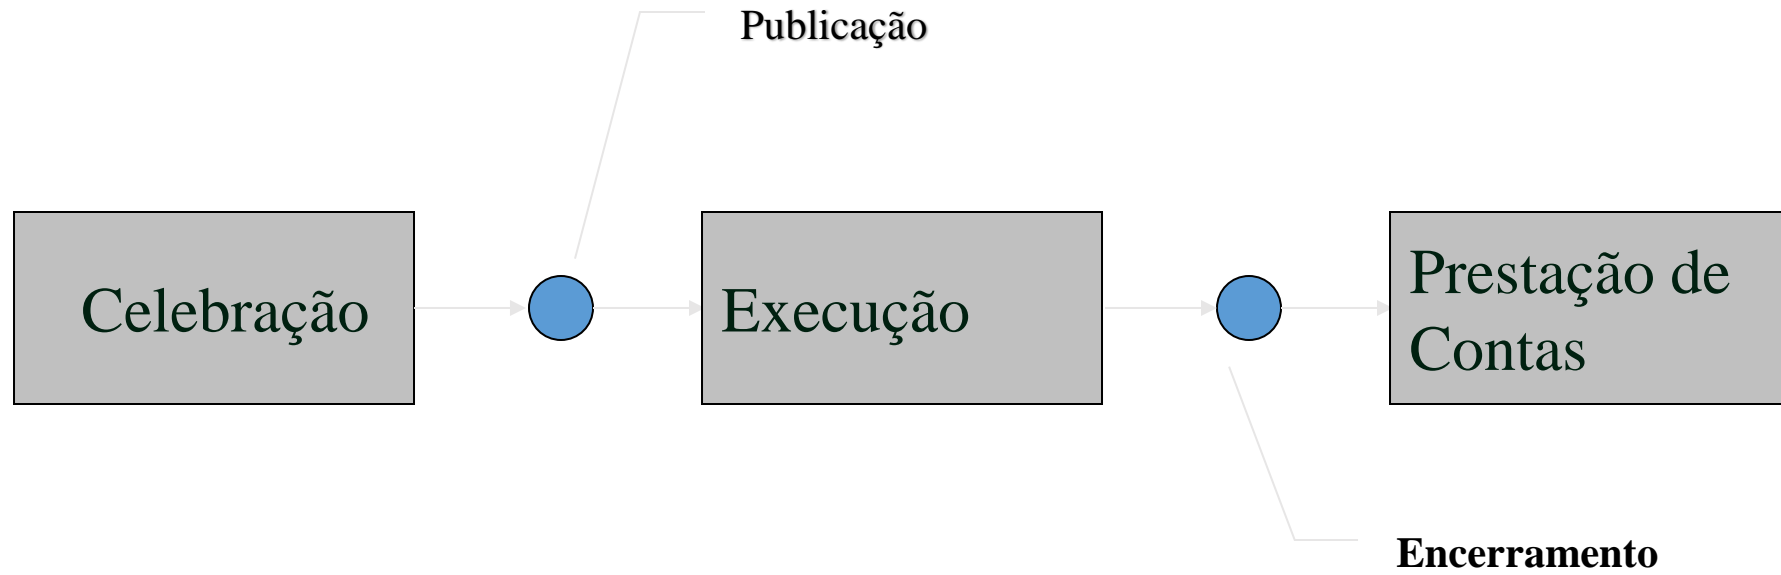 Publicação
Celebração
Execução
Prestação de
Contas
Encerramento